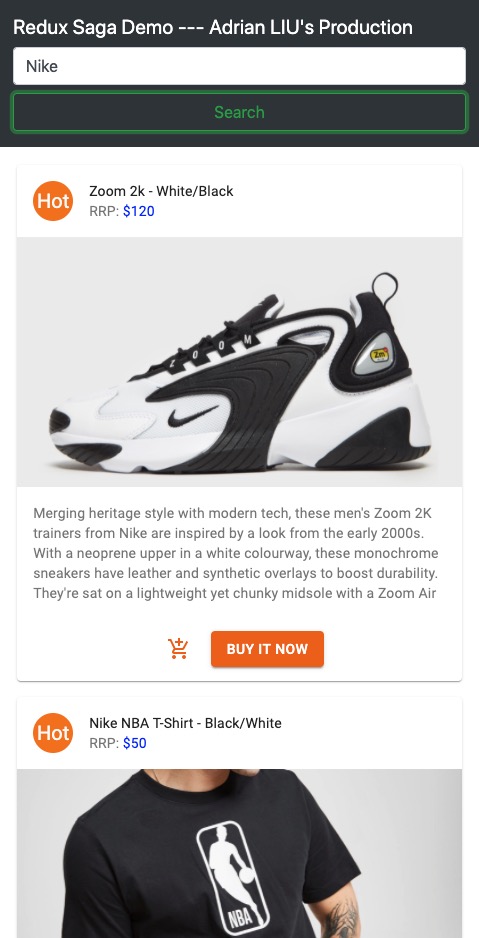 Redux Saga Demo --- Adrian LIU's Production
Nike
Search
Hot
Zoom 2k - White/Black
RRP: $120
Z O O M
Zm
Merging heritage style with modern tech, these men's Zoom 2K
trainers from Nike are inspired by a look from the early 2000s.
With a neoprene upper in a white colourway, these monochrome
sneakers have leather and synthetic overlays to boost durability.
They're sat on a lightweight yet chunky midsole with a Zoom Air
BUY IT NOW
Hot
Nike NBA T-Shirt - Black/White
RRP: $50
NBA